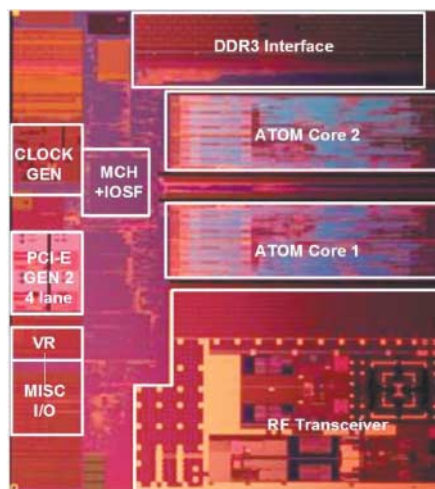 DDR3 Interface
ATOM Core 2
CLOCK
GEN
MCH
+IOSF
ATOM Core 1
PCI-E
GEN 2
4 lane
VR
MISC
I/O
RF Transceiver